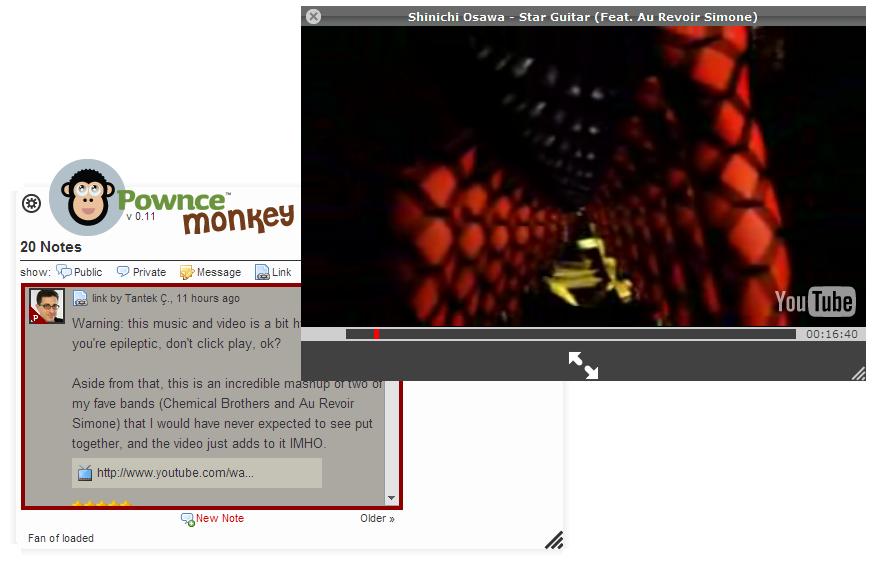 Shinichi Osawa - Star Guitar (Feat. Au Revoir Simone)
YouTube
00:16:40
Pownce™
monkey
v 0.11
20 Notes
show: Public Private Message Link
link by Tantek Ç., 11 hours ago
Warning: this music and video is a bit
you're epileptic, don't click play, ok?
Aside from that, this is an incredible mashup of two of
my fave bands (Chemical Brothers and Au Revoir
Simone) that I would have never expected to see put
together, and the video just adds to it IMHO.
http://www.youtube.com/wa...
New Note Older »
Fan of loaded